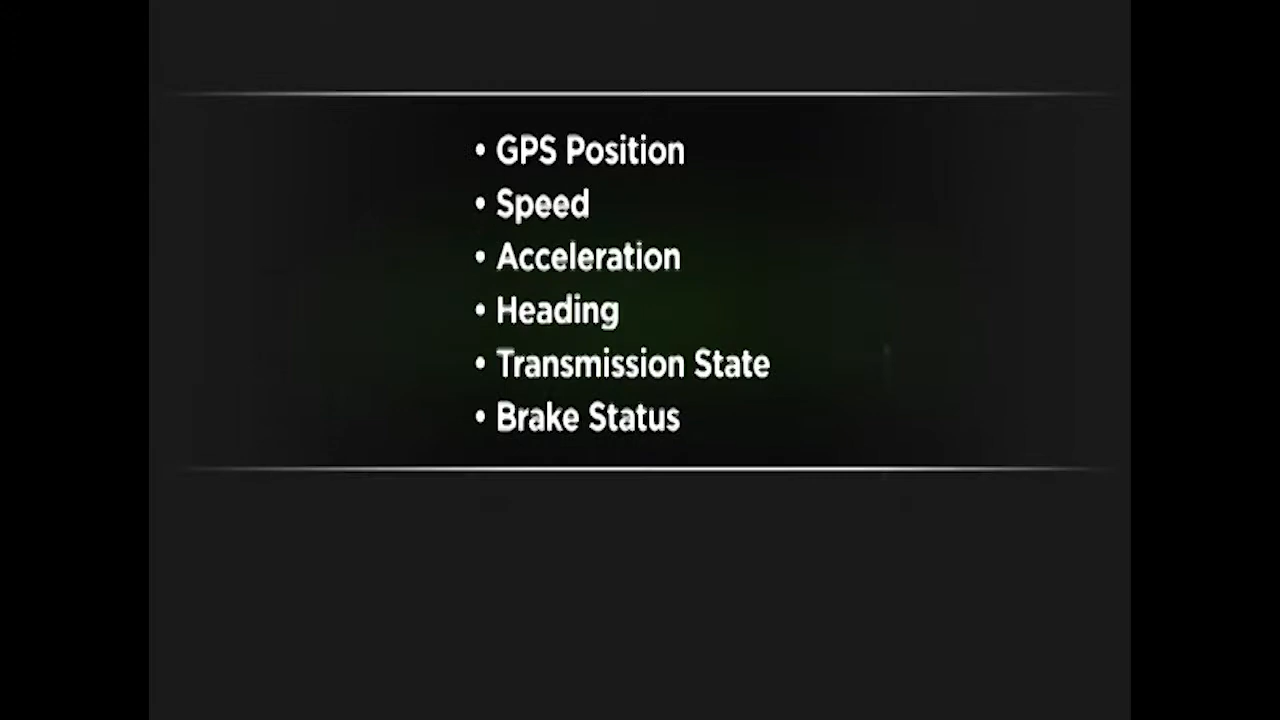 • GPS Position
• Speed
• Acceleration
• Heading
• Transmission State
• Brake Status